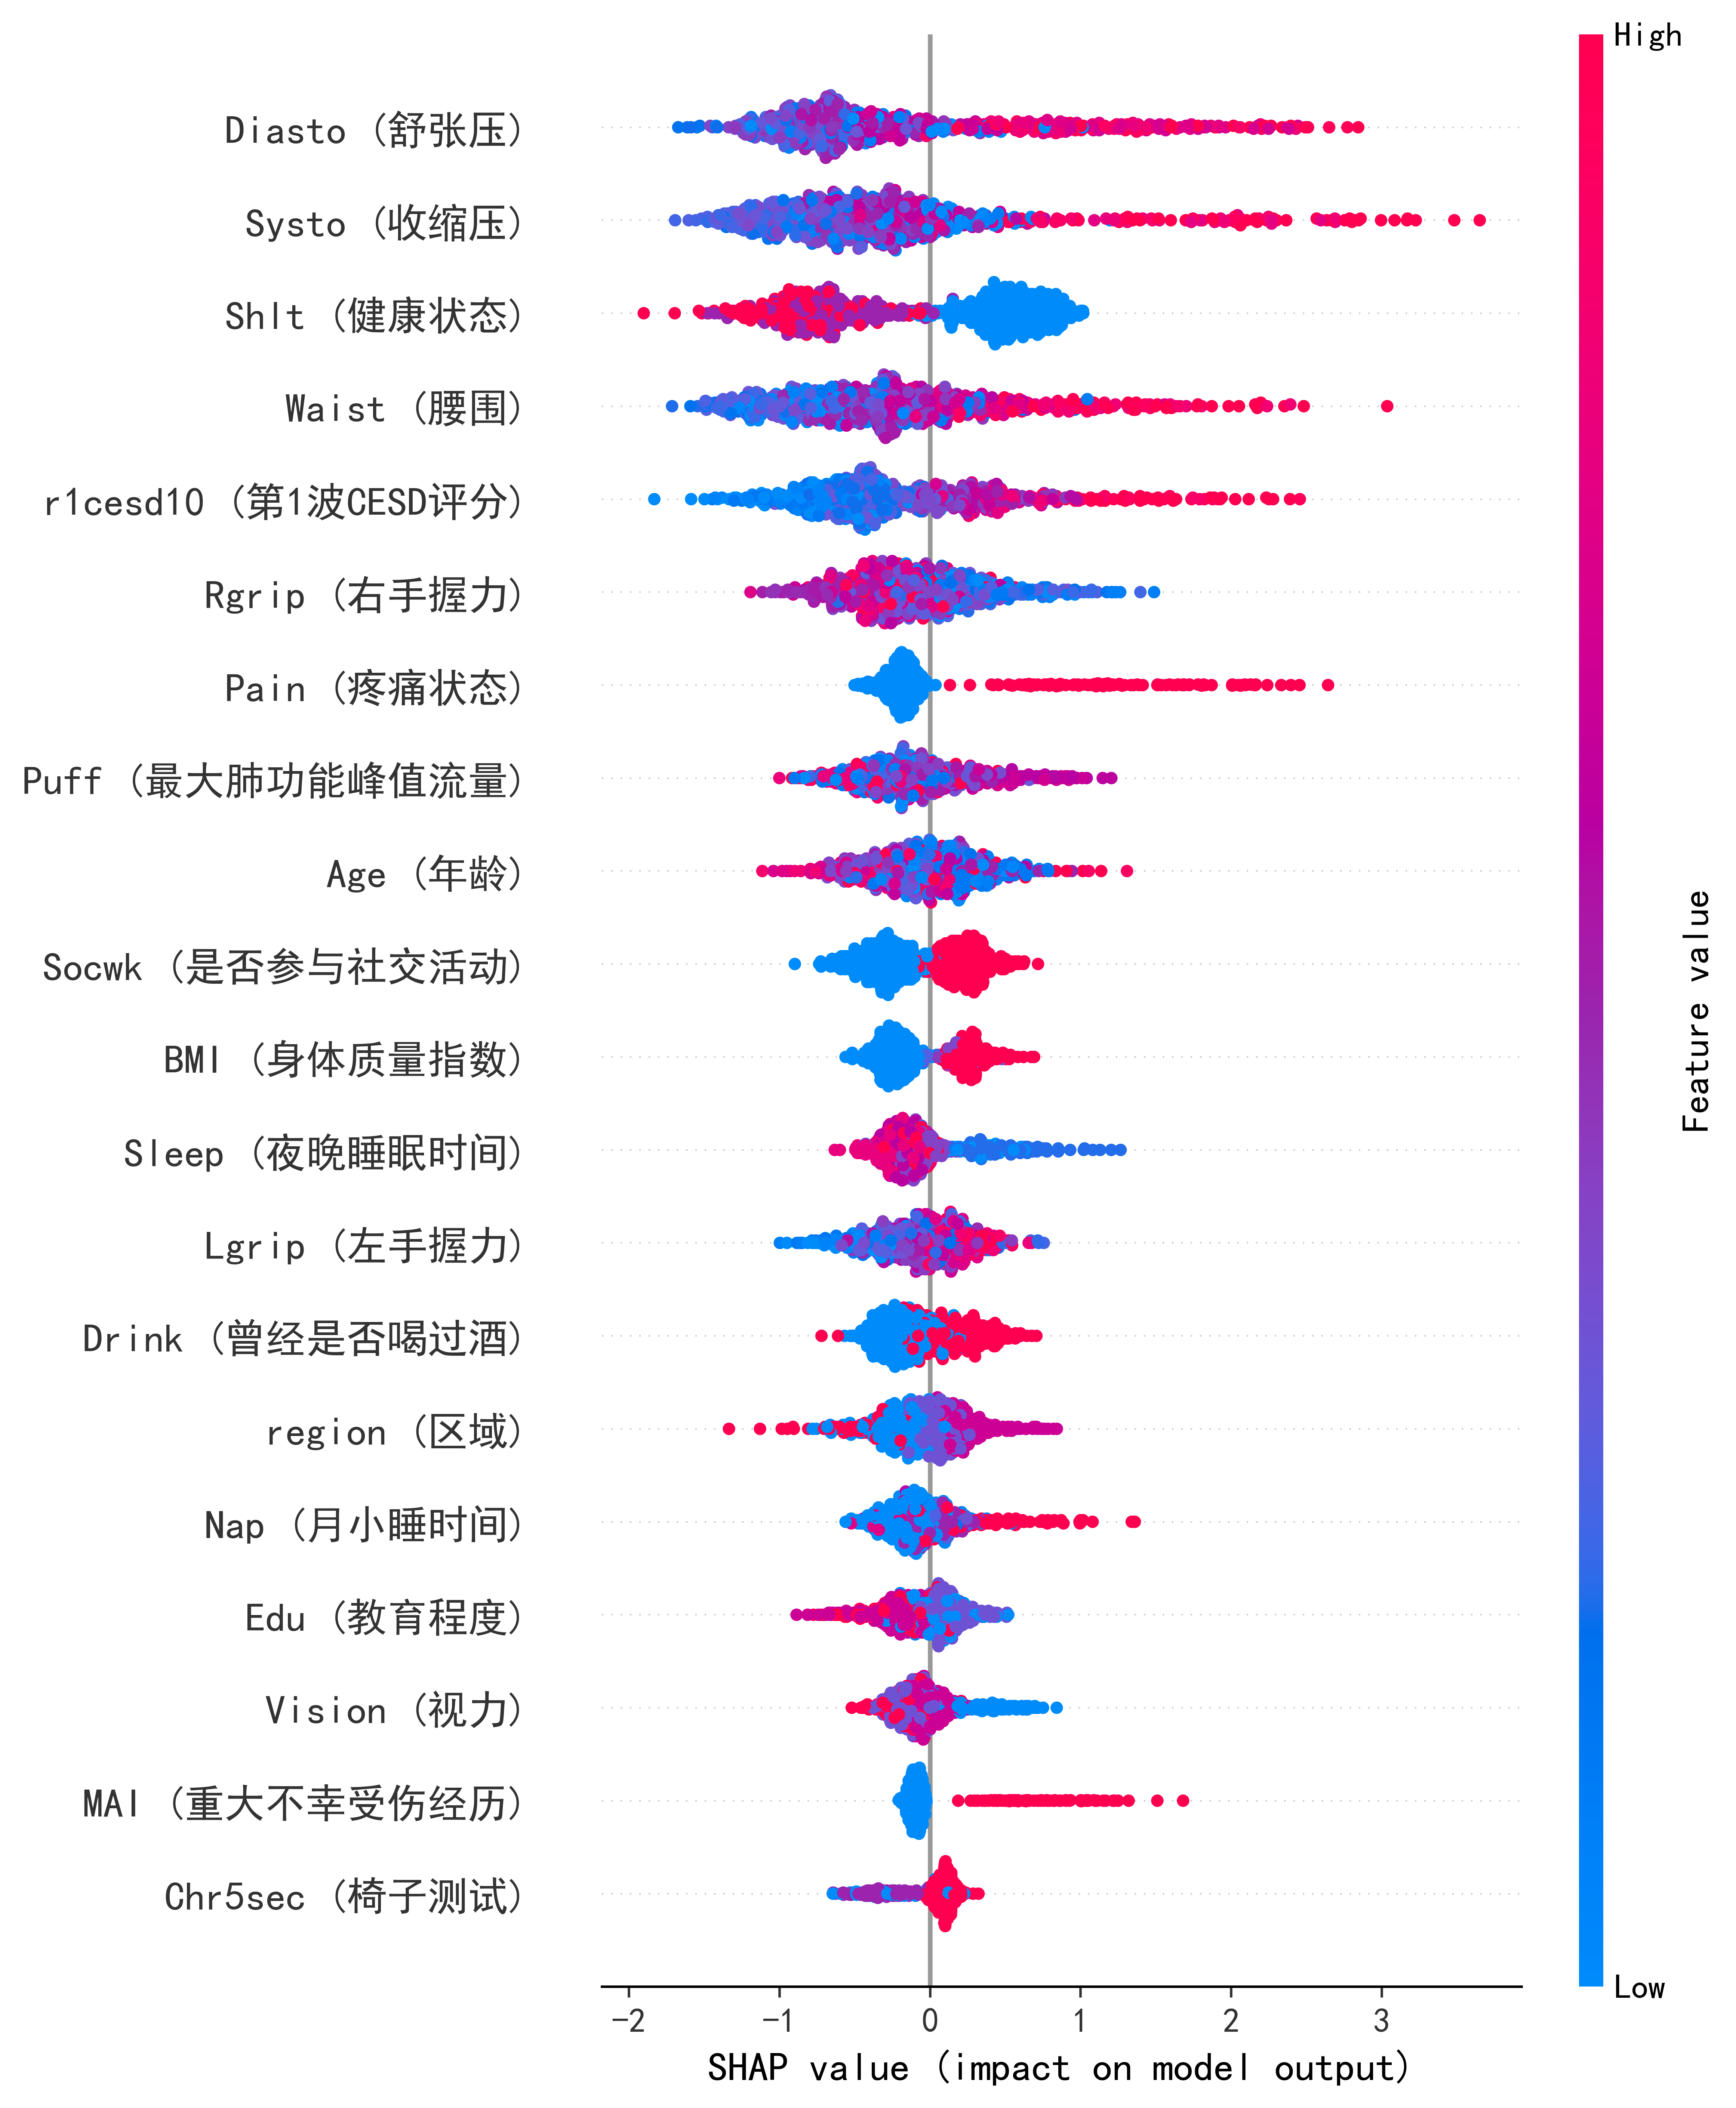 High
Diasto (舒张压)
Systo (收缩压)
Shlt (健康状态)
Waist (腰围)
r1cesd10 (第1波CESD评分)
Rgrip (右手握力)
Pain (疼痛状态)
Puff (最大肺功能峰值流量)
Age (年龄)
Socwk (是否参与社交活动)
BMI (身体质量指数)
Sleep (夜晚睡眠时间)
Lgrip (左手握力)
Drink (曾经是否喝过酒)
region (区域)
Nap (月小睡时间)
Edu (教育程度)
Vision (视力)
MAI (重大不幸受伤经历)
Chr5sec (椅子测试)
Feature value
Low
−2 −1 0 1 2 3
SHAP value (impact on model output)